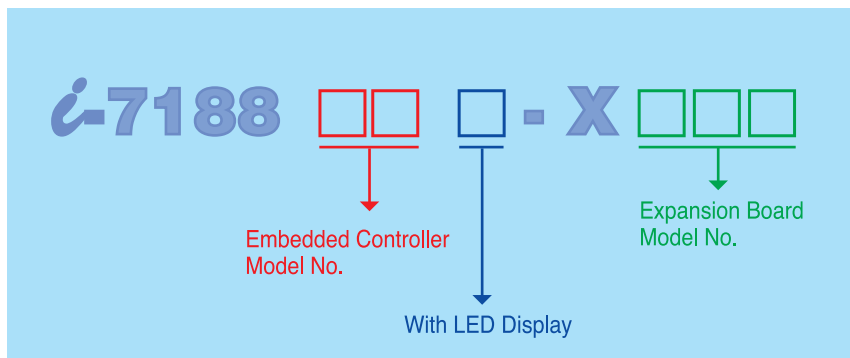 i-7188 □□ □ - X □□□
Expansion Board
Model No.
Embedded Controller
Model No.
With LED Display